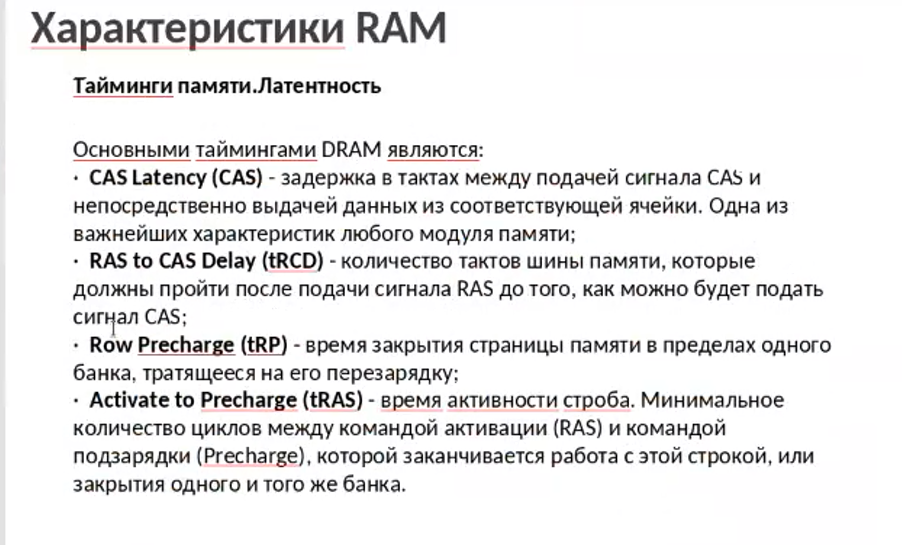 Характеристики RAM
Тайминги памяти.Латентность
Основными таймингами DRAM являются:
· CAS Latency (CAS) - задержка в тактах между подачей сигнала CAS и
непосредственно выдачей данных из соответствующей ячейки. Одна из
важнейших характеристик любого модуля памяти;
· RAS to CAS Delay (tRCD) - количество тактов шины памяти, которые
должны пройти после подачи сигнала RAS до того, как можно будет подать
сигнал CAS;
· Row Precharge (tRP) - время закрытия страницы памяти в пределах одного
банка, тратящееся на его перезарядку;
· Activate to Precharge (tRAS) - время активности строба. Минимальное
количество циклов между командой активации (RAS) и командой
подзарядки (Precharge), которой заканчивается работа с этой строкой, или
закрытия одного и того же банка.